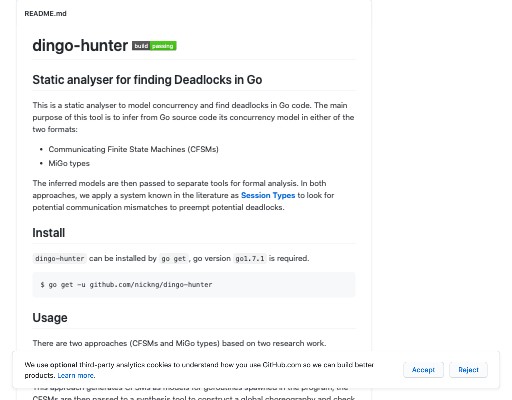 README.md
dingo-hunter build passing
Static analyser for finding Deadlocks in Go
This is a static analyser to model concurrency and find deadlocks in Go code. The main
purpose of this tool is to infer from Go source code its concurrency model in either of the
two formats:
• Communicating Finite State Machines (CFSMs)
• MiGo types
The inferred models are then passed to separate tools for formal analysis. In both
approaches, we apply a system known in the literature as Session Types to look for
potential communication mismatches to preempt potential deadlocks.
Install
dingo-hunter can be installed by go get, go version go1.7.1 is required.
$ go get -u github.com/nickng/dingo-hunter
Usage
There are two approaches (CFSMs and MiGo types) based on two research work.
We use optional third-party analytics cookies to understand how you use GitHub.com so we can build better
products. Learn more.
Accept Reject
This approach generates CFSMs as models for goroutines spawned in the program, the
CFSMs are then passed to a synthesis tool to construct a global choreography and check